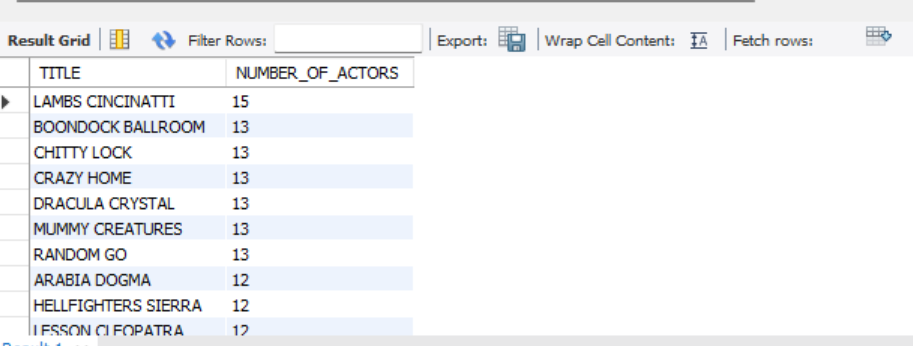 Result Grid Filter Rows: Export: Wrap Cell Content: IA Fetch rows:
TITLE NUMBER_OF_ACTORS
LAMBS CINCINATTI 15
BOONDOCK BALLROOM 13
CHITTY LOCK 13
CRAZY HOME 13
DRACULA CRYSTAL 13
MUMMY CREATURES 13
RANDOM GO 13
ARABIA DOGMA 12
HELLFIGHTERS SIERRA 12
LESSON CLEOPATRA 12